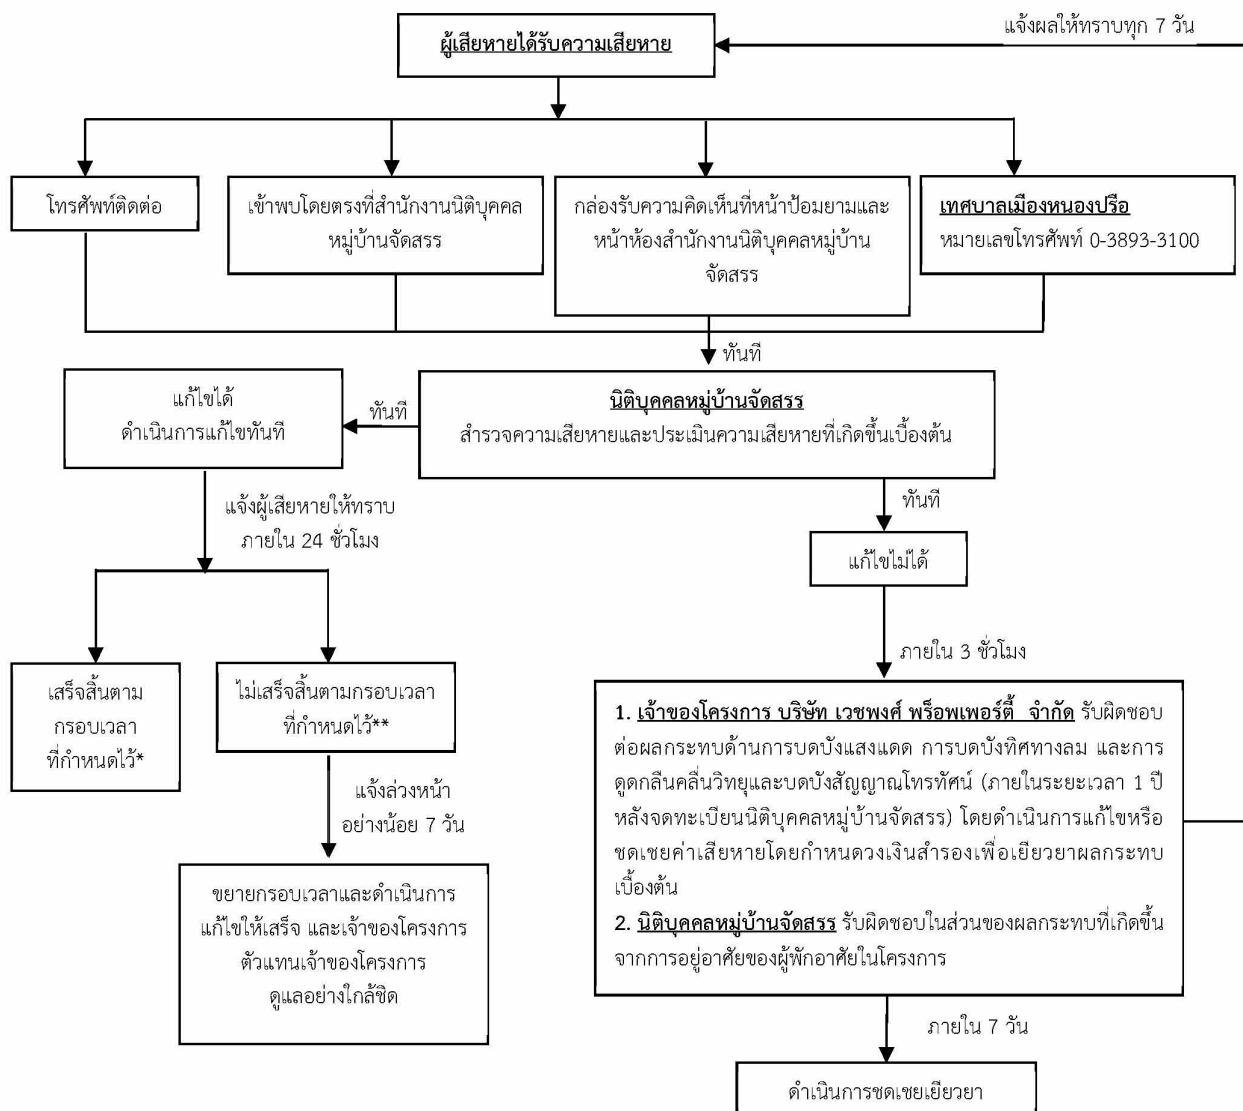 แจ้งผลให้ทราบทุก 7 วัน
ผู้เสียหายได้รับความเสียหาย
โทรศัพท์ติดต่อ
เข้าพบโดยตรงที่สำนักงานนิติบุคคล
หมู่บ้านจัดสรร
กล่องรับความคิดเห็นที่หน้าป้อมยามและ
หน้าห้องสำนักงานนิติบุคคลหมู่บ้าน
จัดสรร
เทศบาลเมืองหนองปรือ
หมายเลขโทรศัพท์ 0-3893-3100
ทันที
นิติบุคคลหมู่บ้านจัดสรร
สำรวจความเสียหายและประเมินความเสียหายที่เกิดขึ้นเบื้องต้น
ทันที
แก้ไขได้
ดำเนินการแก้ไขทันที
แจ้งผู้เสียหายให้ทราบ
ภายใน 24 ชั่วโมง
ทันที
แก้ไขไม่ได้
ภายใน 3 ชั่วโมง
เสร็จสิ้นตาม
กรอบเวลา
ที่กำหนดไว้*
ไม่เสร็จสิ้นตามกรอบเวลา
ที่กำหนดไว้**
แจ้งล่วงหน้า
อย่างน้อย 7 วัน
ขยายกรอบเวลาและดำเนินการ
แก้ไขให้เสร็จ และเจ้าของโครงการ
ตัวแทนเจ้าของโครงการ
ดูแลอย่างใกล้ชิด
1. เจ้าของโครงการ บริษัท เวชพงศ์ พร็อพเพอร์ตี้ จำกัด รับผิดชอบ
ต่อผลกระทบด้านการบดบังแสงแดด การบดบังทิศทางลม และการ
ดูดกลืนคลื่นวิทยุและบดบังสัญญาณโทรทัศน์ (ภายในระยะเวลา 1 ปี
หลังจดทะเบียนนิติบุคคลหมู่บ้านจัดสรร) โดยดำเนินการแก้ไขหรือ
ชดเชยค่าเสียหายโดยกำหนดวงเงินสำรองเพื่อเยียวยาผลกระทบ
เบื้องต้น
2. นิติบุคคลหมู่บ้านจัดสรร รับผิดชอบในส่วนของผลกระทบที่เกิดขึ้น
จากการอยู่อาศัยของผู้พักอาศัยในโครงการ
ภายใน 7 วัน
ดำเนินการชดเชยเยียวยา